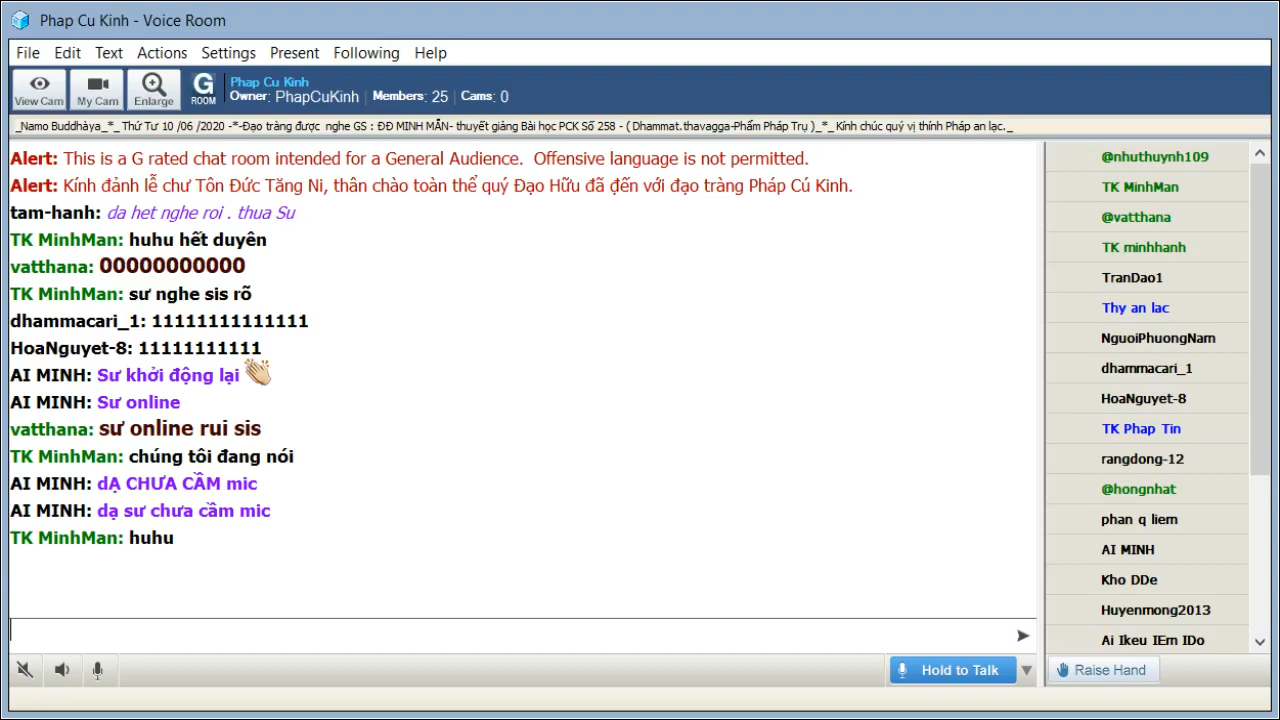 Phap Cu Kinh - Voice Room
File Edit Text Actions Settings Present Following Help
View Cam My Cam Enlarge G ROOM
Phap Cu Kinh
Owner: PhapCuKinh Members: 25 Cams: 0
_Namo Buddhàya_*_ Thứ Tư 10 /06 /2020 -*-Đạo tràng được nghe GS : ĐĐ MINH MẪN- thuyết giảng Bài học PCK Số 258 - ( Dhammat.thavagga-Phẩm Pháp Trụ )_*_ Kính chúc quý vị thính Pháp an lạc._
Alert: This is a G rated chat room intended for a General Audience. Offensive language is not permitted.
Alert: Kính đảnh lễ chư Tôn Đức Tăng Ni, thân chào toàn thể quý Đạo Hữu đã đến với đạo tràng Pháp Cú Kinh.
tam-hanh: da het nghe roi . thua Su
TK MinhMan: huhu hết duyên
vatthana: 00000000000
TK MinhMan: sư nghe sis rõ
dhammacari_1: 11111111111111
HoaNguyet-8: 11111111111
AI MINH: Sư khởi động lại
AI MINH: Sư online
vatthana: sư online rui sis
TK MinhMan: chúng tôi đang nói
AI MINH: dẠ CHƯA CẦM mic
AI MINH: dạ sư chưa cầm mic
TK MinhMan: huhu
@nhuthuynh109
TK MinhMan
@vatthana
TK minhhanh
TranDao1
Thy an lac
NguoiPhuongNam
dhammacari_1
HoaNguyet-8
TK Phap Tin
rangdong-12
@hongnhat
phan q liem
AI MINH
Kho DDe
Huyenmong2013
Ai Ikeu IEm IDo
Hold to Talk
Raise Hand